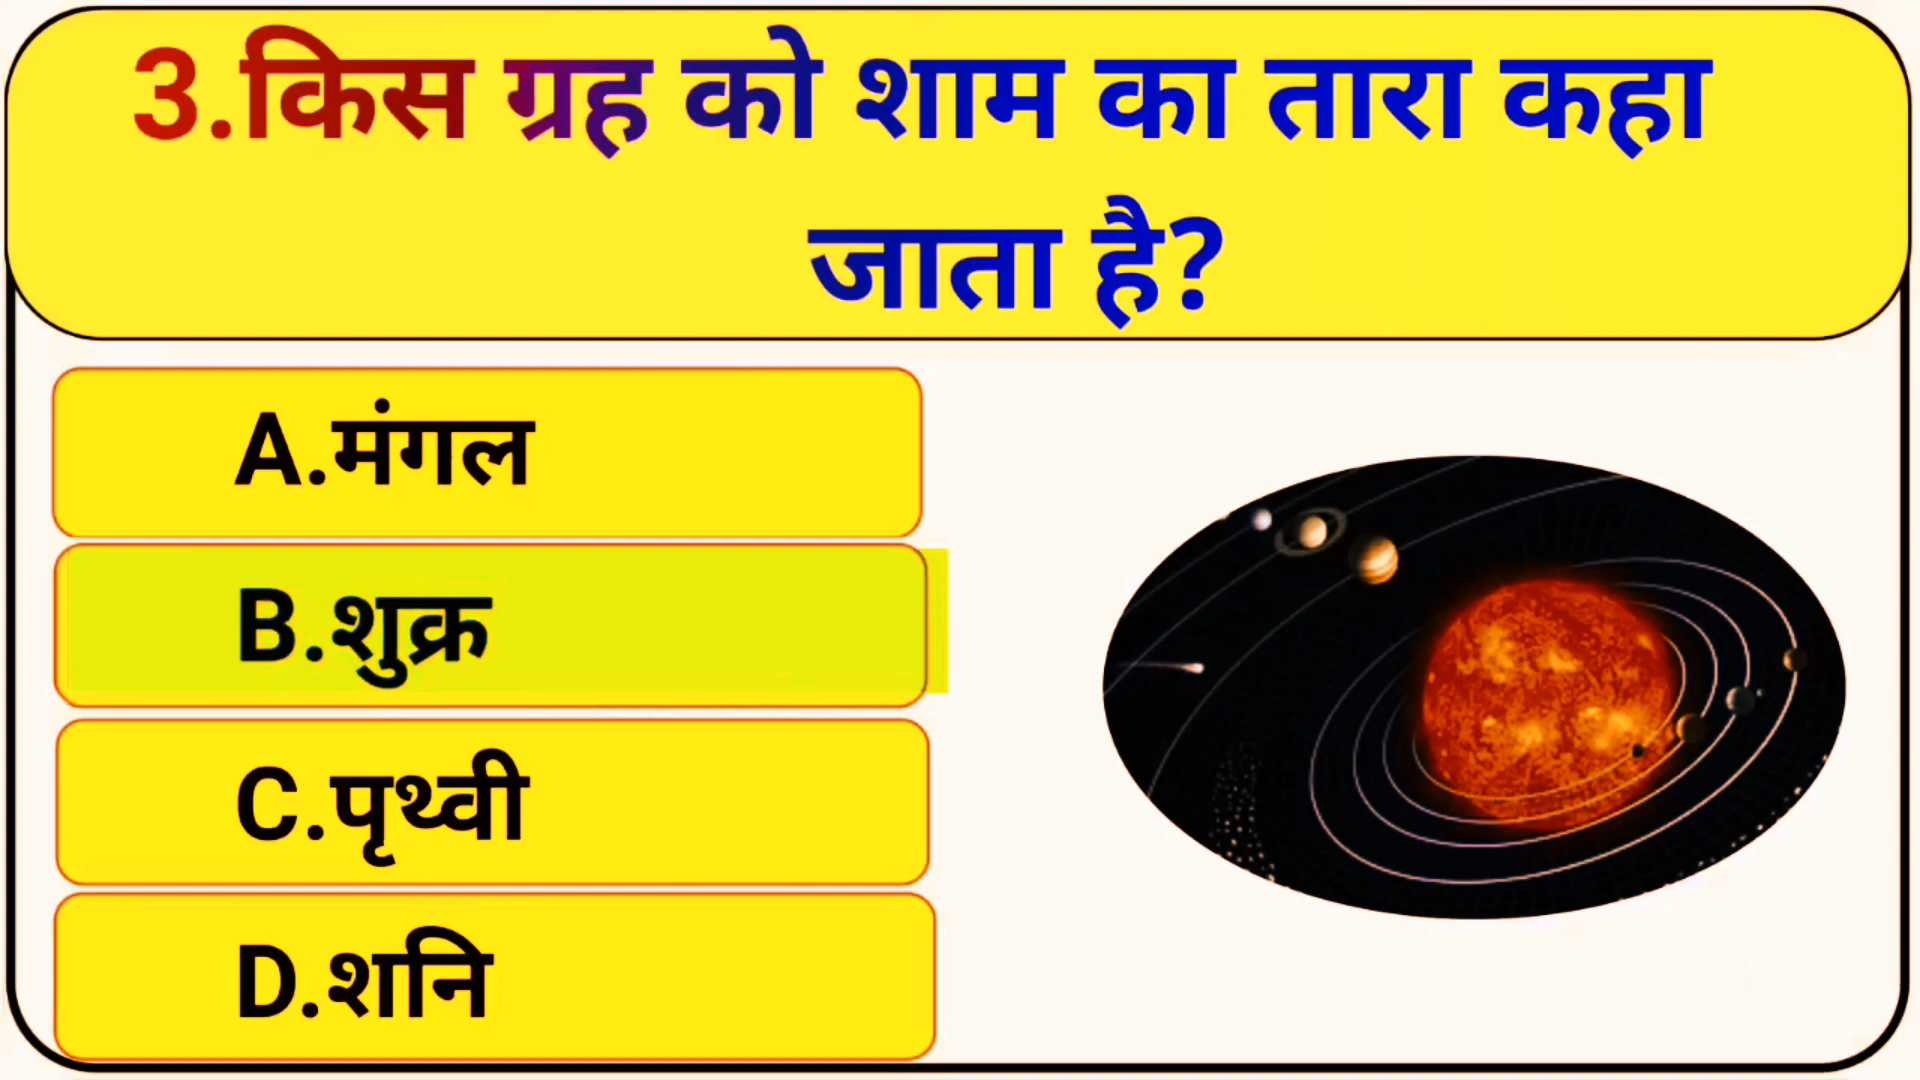 3.किस ग्रह को शाम का तारा कहा
जाता है?
A.मंगल
B.शुक्र
C.पृथ्वी
D.शनि